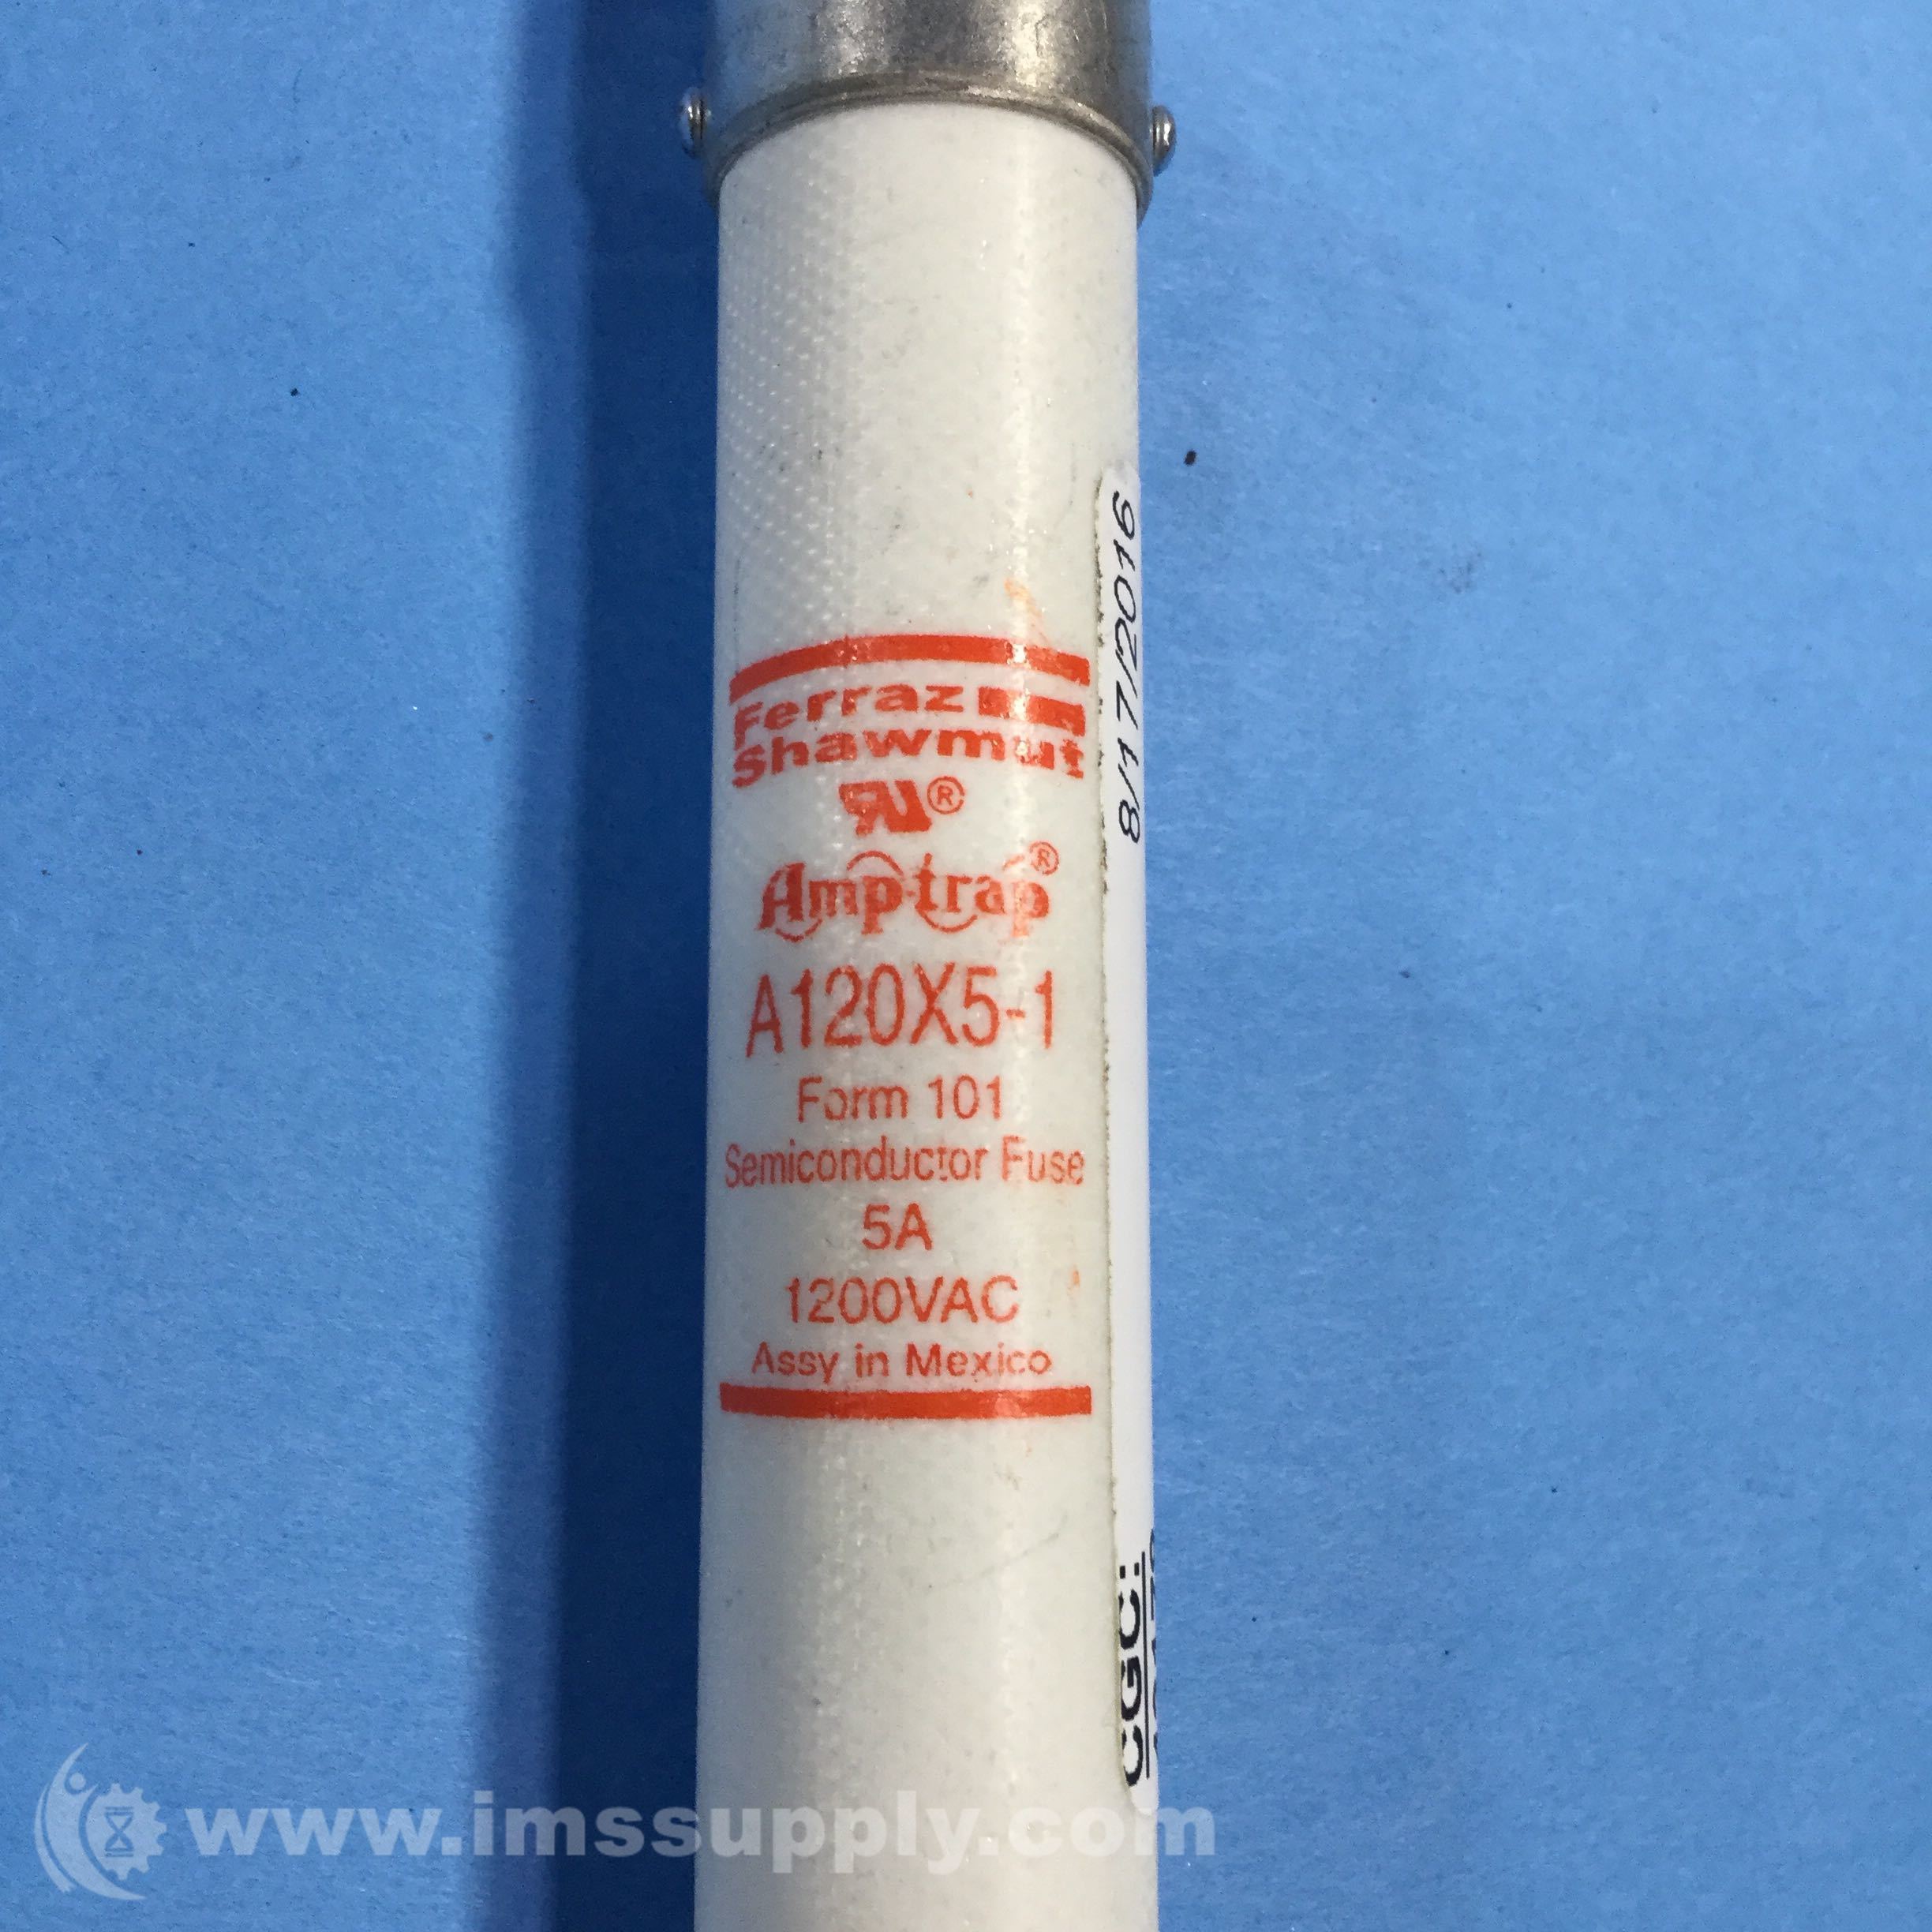 Ferraz
Shawmut
RU®
Amp-trap®
A120X5-1
Form 101
Semiconductor Fuse
5A
1200VAC
Assy in Mexico
8/17/2016
CGC:
www.imssupply.com